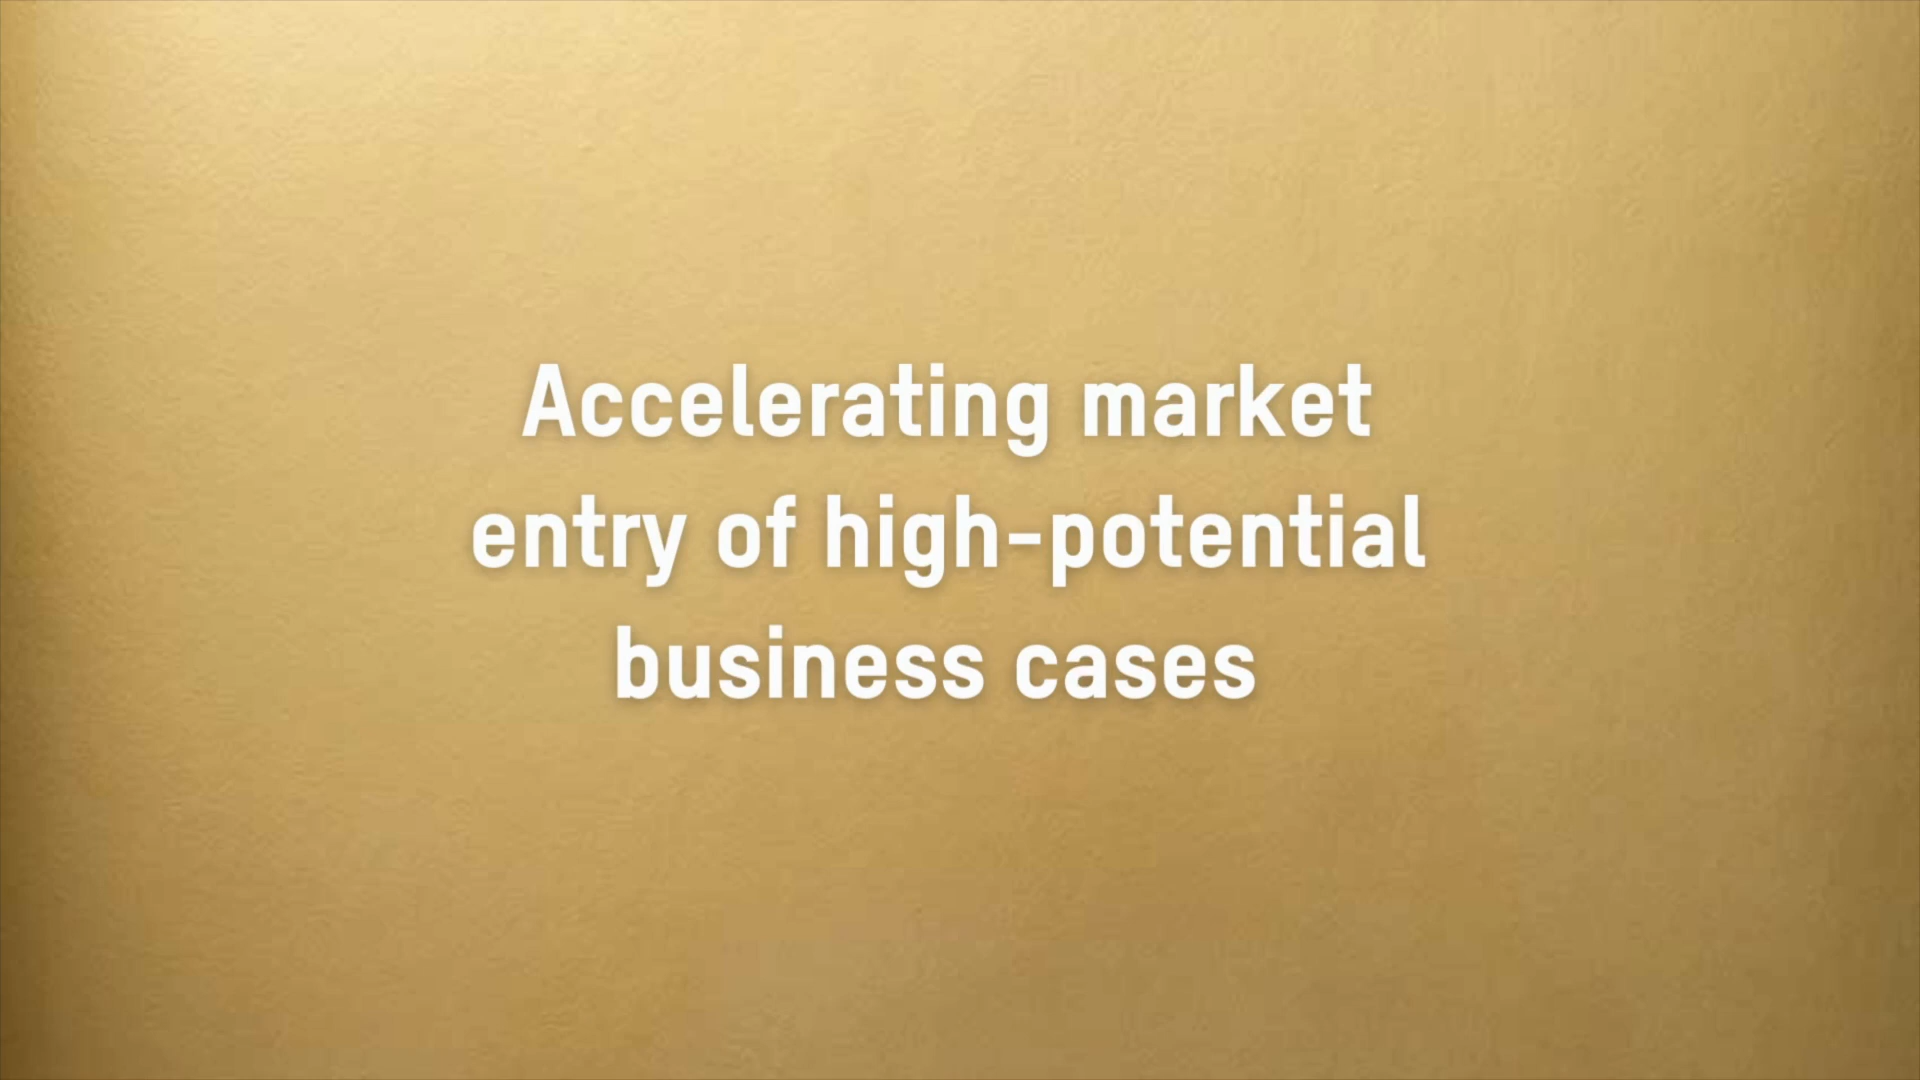 Accelerating market
entry of high-potential
business cases